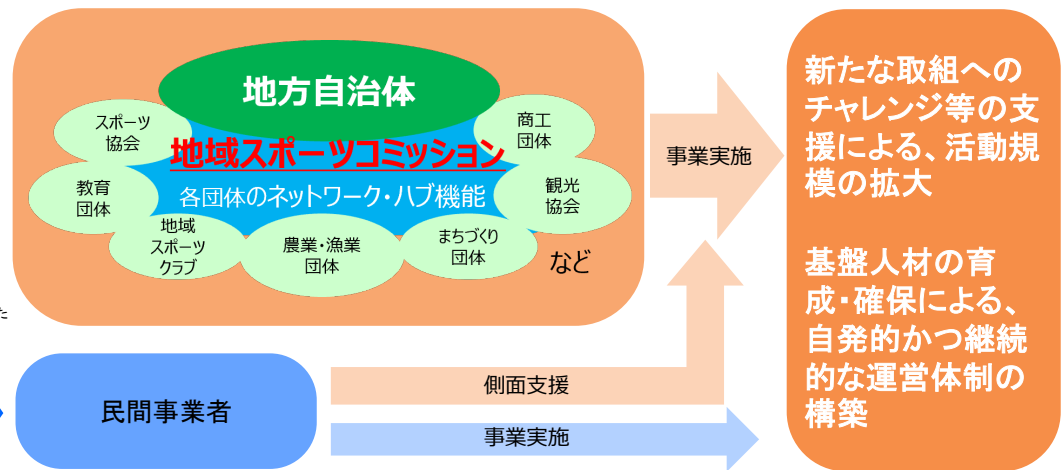 地方自治体
スポーツ
協会
商工
団体
地域スポーツコミッション
各団体のネットワーク・ハブ機能
教育
団体
観光
協会
地域
スポーツ
クラブ
農業・漁業
団体
まちづくり
団体
など
事業実施
新たな取組への
チャレンジ等の支
援による、活動規
模の拡大
基盤人材の育
成・確保による、
自発的かつ継続
的な運営体制の
構築
た
民間事業者
側面支援
事業実施